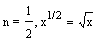 n = 1/2, x^{1/2} = √x